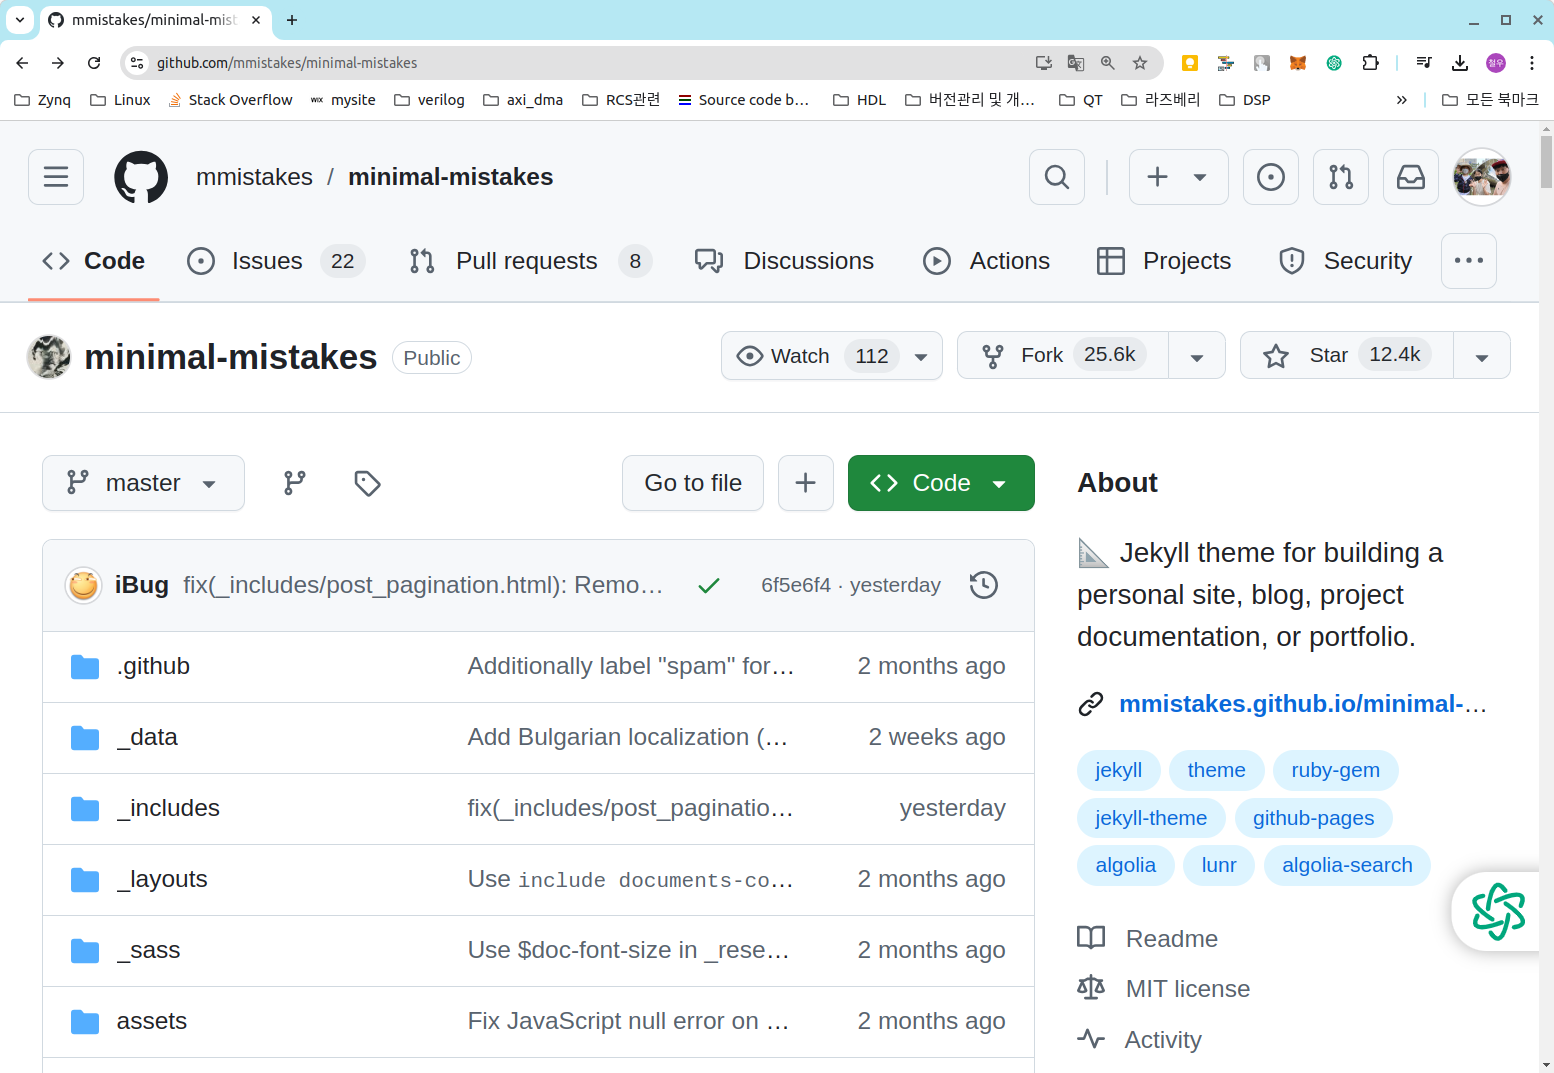 mmistakes/minimal-mist
github.com/mmistakes/minimal-mistakes
철우
Zynq
Linux
Stack Overflow
WIX mysite
verilog
axi_dma
RCS관련
Source code b…
HDL
버전관리 및 개…
QT
라즈베리
DSP
»
모든 북마크
mmistakes / minimal-mistakes
Code
Issues 22
Pull requests 8
Discussions
Actions
Projects
Security
minimal-mistakes Public
Watch 112
Fork 25.6k
Star 12.4k
master
Go to file
Code
About
Jekyll theme for building a
personal site, blog, project
documentation, or portfolio.
mmistakes.github.io/minimal-…
jekyll theme ruby-gem
jekyll-theme github-pages
algolia lunr algolia-search
Readme
MIT license
Activity
iBug fix(_includes/post_pagination.html): Remo… 6f5e6f4 · yesterday
.github Additionally label "spam" for… 2 months ago
_data Add Bulgarian localization (… 2 weeks ago
_includes fix(_includes/post_paginatio… yesterday
_layouts Use include documents-co… 2 months ago
_sass Use $doc-font-size in _rese… 2 months ago
assets Fix JavaScript null error on … 2 months ago